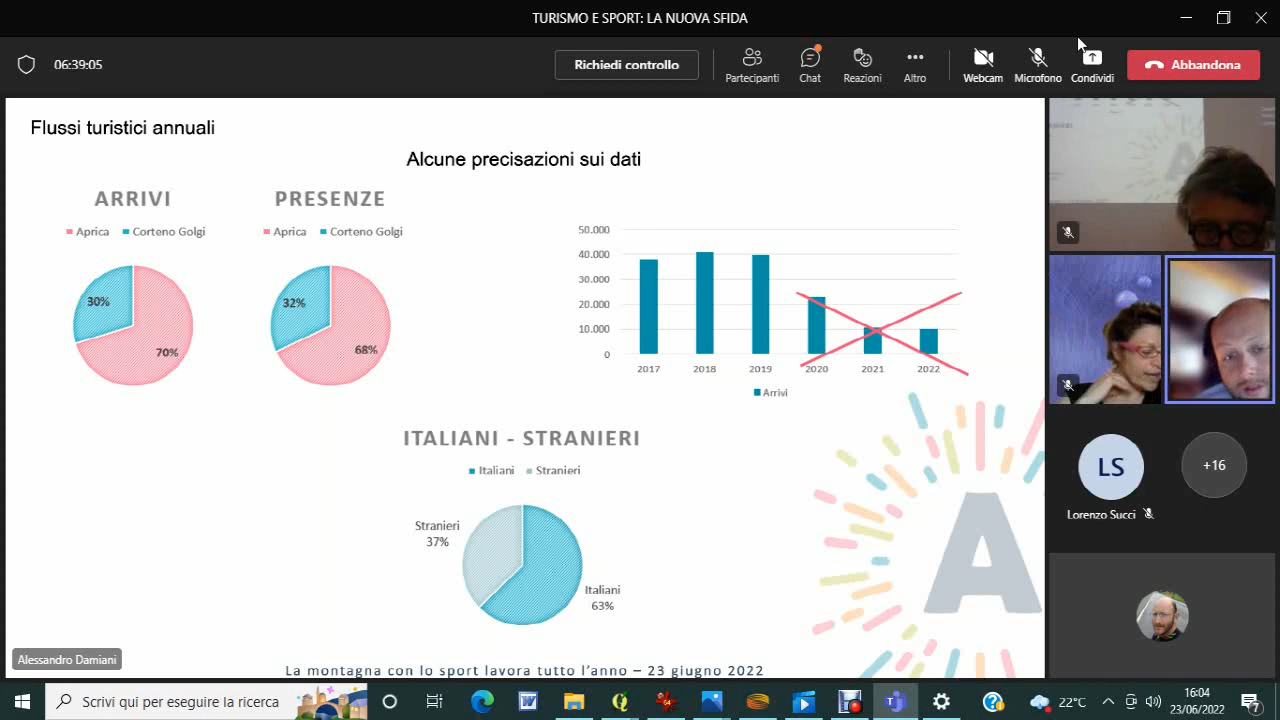 TURISMO E SPORT: LA NUOVA SFIDA
06:39:05
Richiedi controllo
Partecipanti
Chat
Reazioni
Altro
Webcam
Microfono
Condividi
Abbandona
Flussi turistici annuali
Alcune precisazioni sui dati
ARRIVI
Aprica
Corteno Golgi
30%
70%
PRESENZE
Aprica
Corteno Golgi
32%
68%
50.000
40.000
30.000
20.000
10.000
0
2017 2018 2019 2020 2021 2022
Arrivi
ITALIANI - STRANIERI
Italiani
Stranieri
Stranieri
37%
Italiani
63%
A
La montagna con lo sport lavora tutto l'anno – 23 giugno 2022
Alessandro Damiani
LS
+16
Lorenzo Succi
Scrivi qui per eseguire la ricerca
22°C
16:04
23/06/2022
7